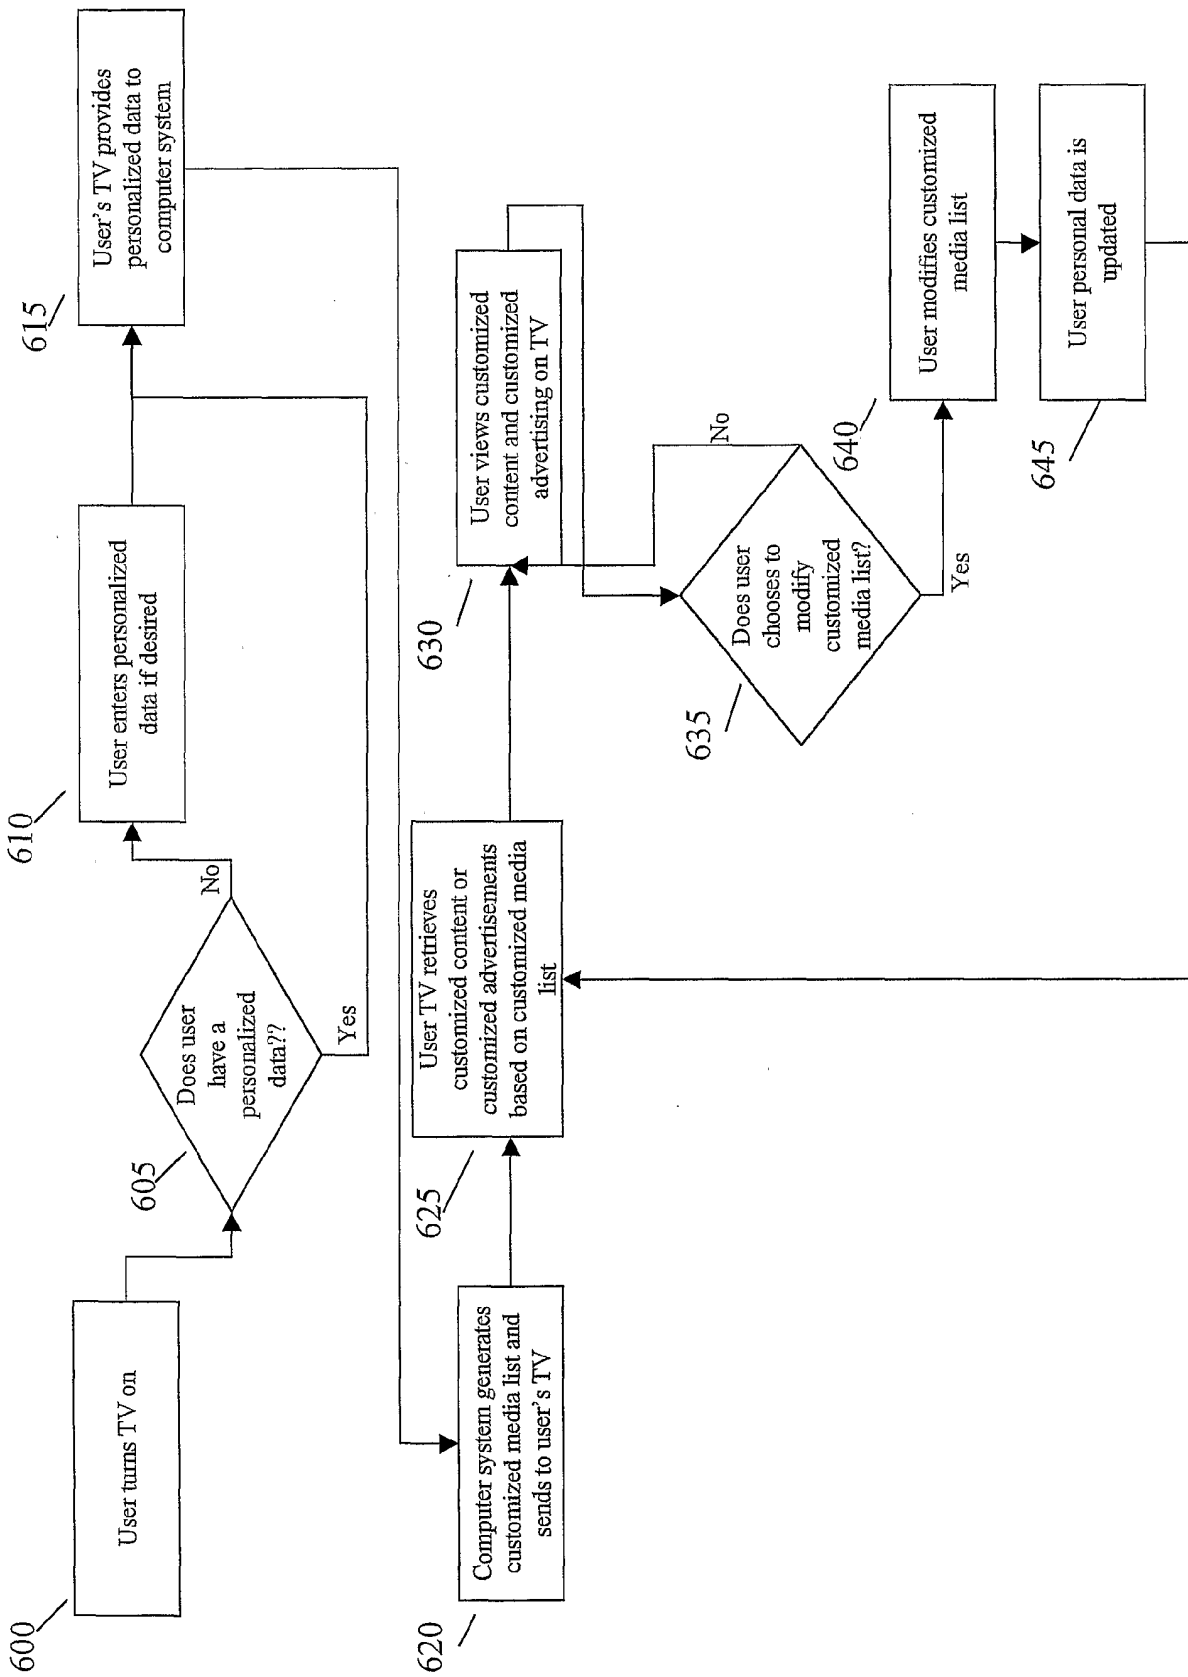 600
User turns TV on
605
Does user
have a
personalized
data??
No
Yes
610
User enters personalized
data if desired
615
User's TV provides
personalized data to
computer system
620
Computer system generates
customized media list and
sends to user's TV
625
User TV retrieves
customized content or
customized advertisements
based on customized media
list
630
User views customized
content and customized
advertising on TV
635
Does user
chooses to
modify
customized
media list?
No
Yes
640
User modifies customized
media list
645
User personal data is
updated